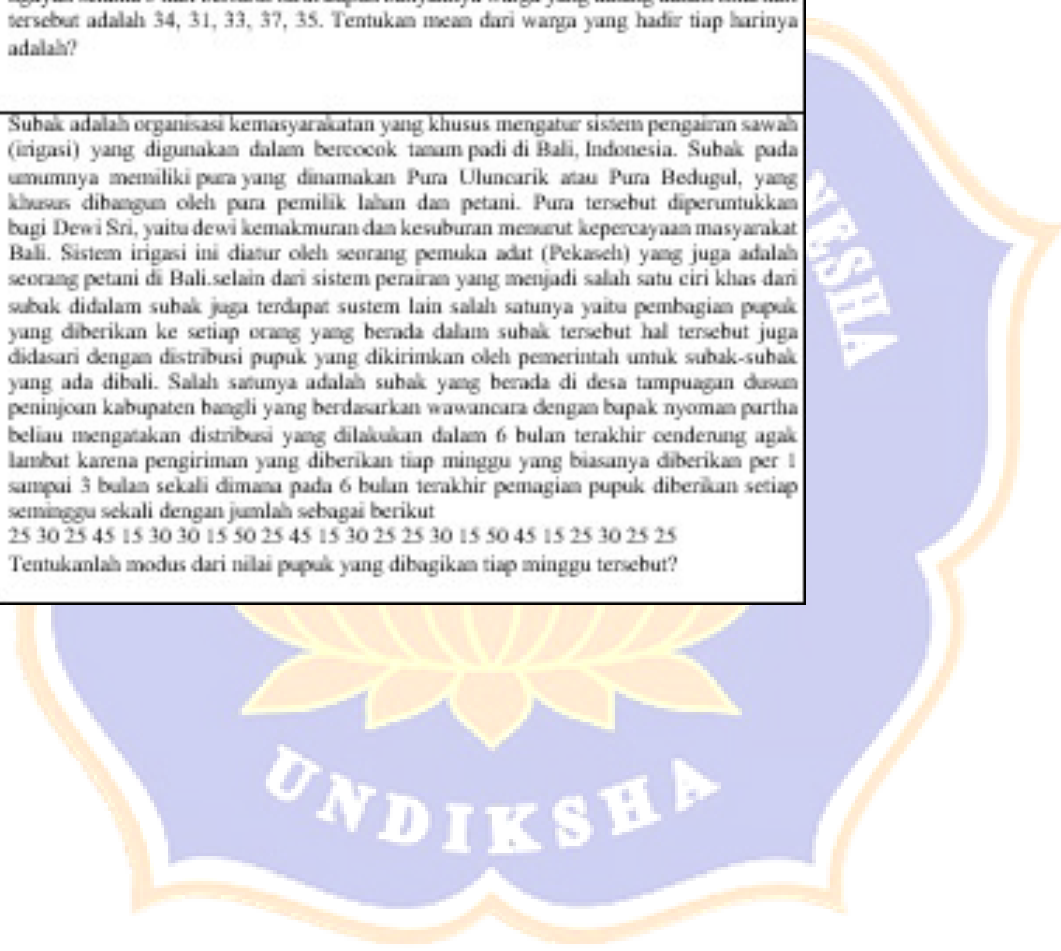 tersebut adalah 34, 31, 33, 37, 35. Tentukan mean dari warga yang hadir tiap harinya
adalah?
Subak adalah organisasi kemasyarakatan yang khusus mengatur sistem pengairan sawah
(irigasi) yang digunakan dalam bercocok tanam padi di Bali, Indonesia. Subak pada
umumnya memiliki pura yang dinamakan Pura Uluncarik atau Pura Bedugul, yang
khusus dibangun oleh para pemilik lahan dan petani. Pura tersebut diperuntukkan
bagi Dewi Sri, yaitu dewi kemakmuran dan kesuburan menurut kepercayaan masyarakat
Bali. Sistem irigasi ini diatur oleh seorang pemuka adat (Pekaseh) yang juga adalah
seorang petani di Bali.selain dari sistem perairan yang menjadi salah satu ciri khas dari
subak didalam subak juga terdapat sustem lain salah satunya yaitu pembagian pupuk
yang diberikan ke setiap orang yang berada dalam subak tersebut hal tersebut juga
didasari dengan distribusi pupuk yang dikirimkan oleh pemerintah untuk subak-subak
yang ada dibali. Salah satunya adalah subak yang berada di desa tampuagan dusun
peninjoan kabupaten bangli yang berdasarkan wawancara dengan bapak nyoman partha
beliau mengatakan distribusi yang dilakukan dalam 6 bulan terakhir cenderung agak
lambat karena pengiriman yang diberikan tiap minggu yang biasanya diberikan per 1
sampai 3 bulan sekali dimana pada 6 bulan terakhir pemagian pupuk diberikan setiap
seminggu sekali dengan jumlah sebagai berikut
25 30 25 45 15 30 30 15 50 25 45 15 30 25 25 30 15 50 45 15 25 30 25 25
Tentukanlah modus dari nilai pupuk yang dibagikan tiap minggu tersebut?
NESHA
UNDIKSHA